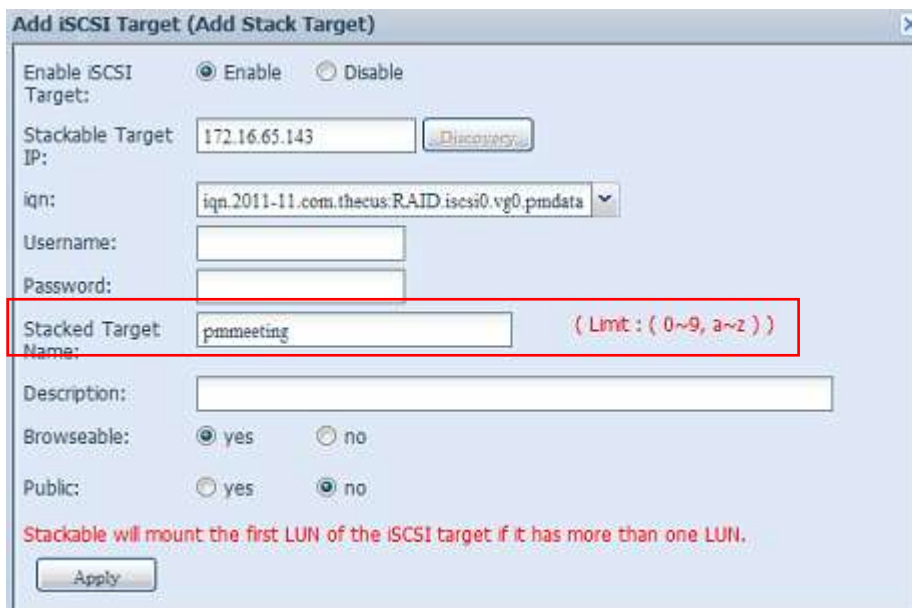 Add iSCSI Target (Add Stack Target)
Enable iSCSI Target: Enable Disable
Stackable Target IP: 172.16.65.143 Discovery
iqn: iqn.2011-11.com.thecus:RAID.iscsi0.vg0.pmdata
Username:
Password:
Stacked Target Name: pmmeeting ( Limit : ( 0~9, a~z ) )
Description:
Browseable: yes no
Public: yes no
Stackable will mount the first LUN of the iSCSI target if it has more than one LUN.
Apply